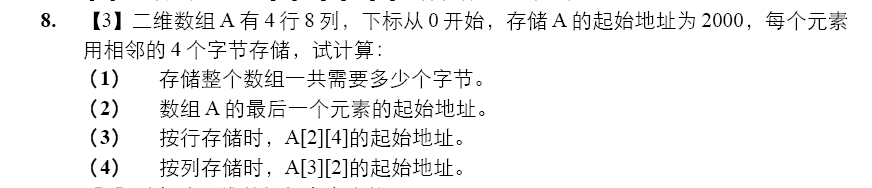 8. 【3】二维数组 A 有 4 行 8 列，下标从 0 开始，存储 A 的起始地址为 2000，每个元素
用相邻的 4 个字节存储，试计算：
（1） 存储整个数组一共需要多少个字节。
（2） 数组 A 的最后一个元素的起始地址。
（3） 按行存储时，A[2][4]的起始地址。
（4） 按列存储时，A[3][2]的起始地址。